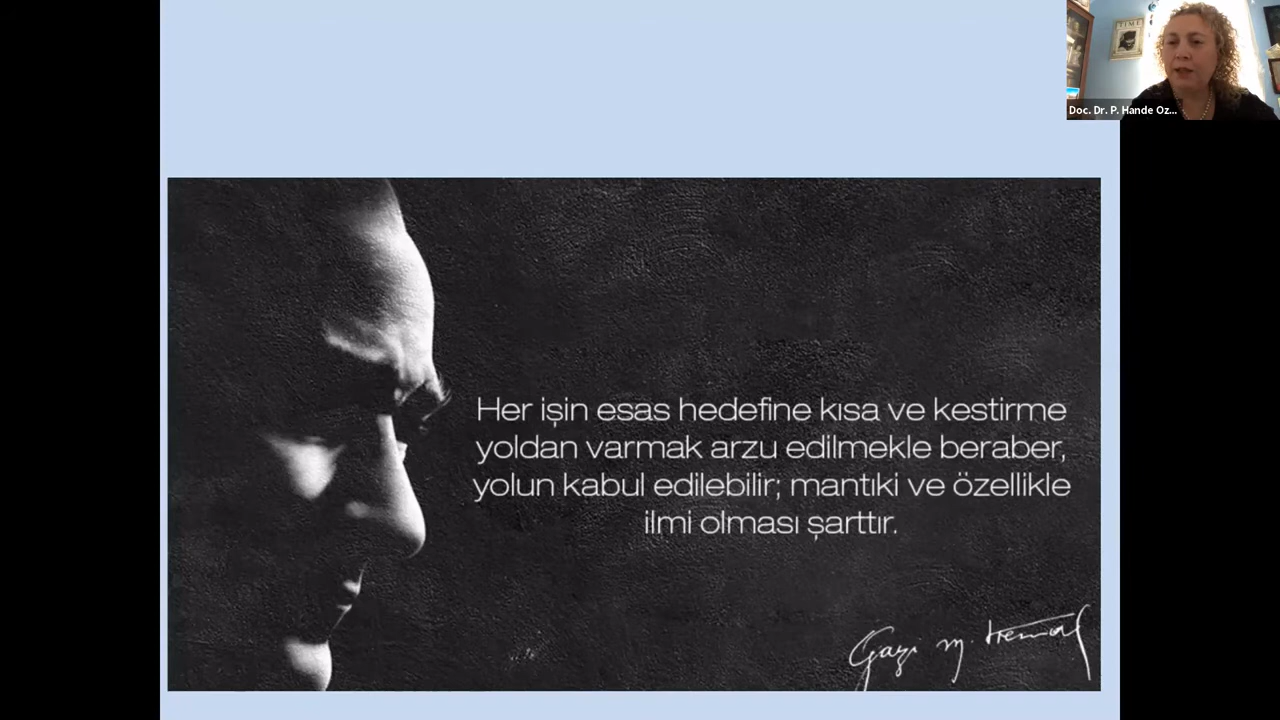 TIME
Doc. Dr. P. Hande Oz...
Her işin esas hedefine kısa ve kestirme
yoldan varmak arzu edilmekle beraber,
yolun kabul edilebilir; mantıki ve özellikle
ilmi olması şarttır.
Gazi M. Kemal